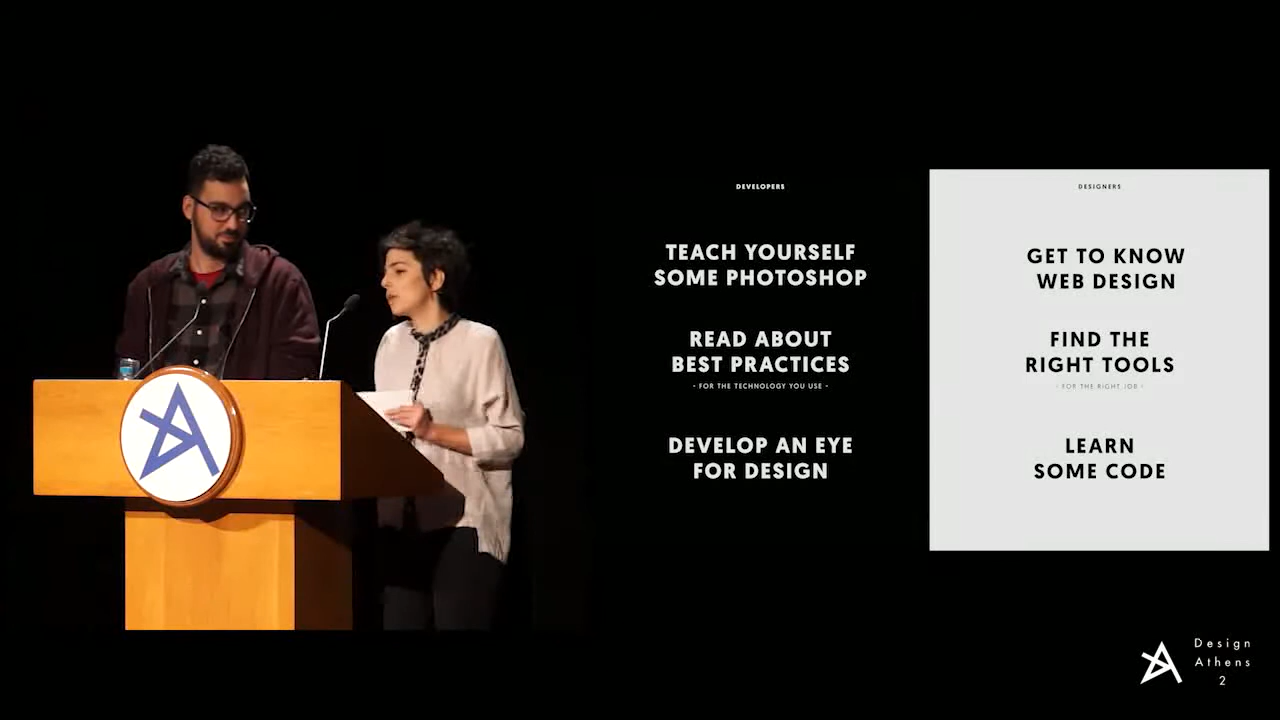 DEVELOPERS
TEACH YOURSELF
SOME PHOTOSHOP
READ ABOUT
BEST PRACTICES
- FOR THE TECHNOLOGY YOU USE -
DEVELOP AN EYE
FOR DESIGN
DESIGNERS
GET TO KNOW
WEB DESIGN
FIND THE
RIGHT TOOLS
- FOR THE RIGHT JOB -
LEARN
SOME CODE
Design
Athens
2